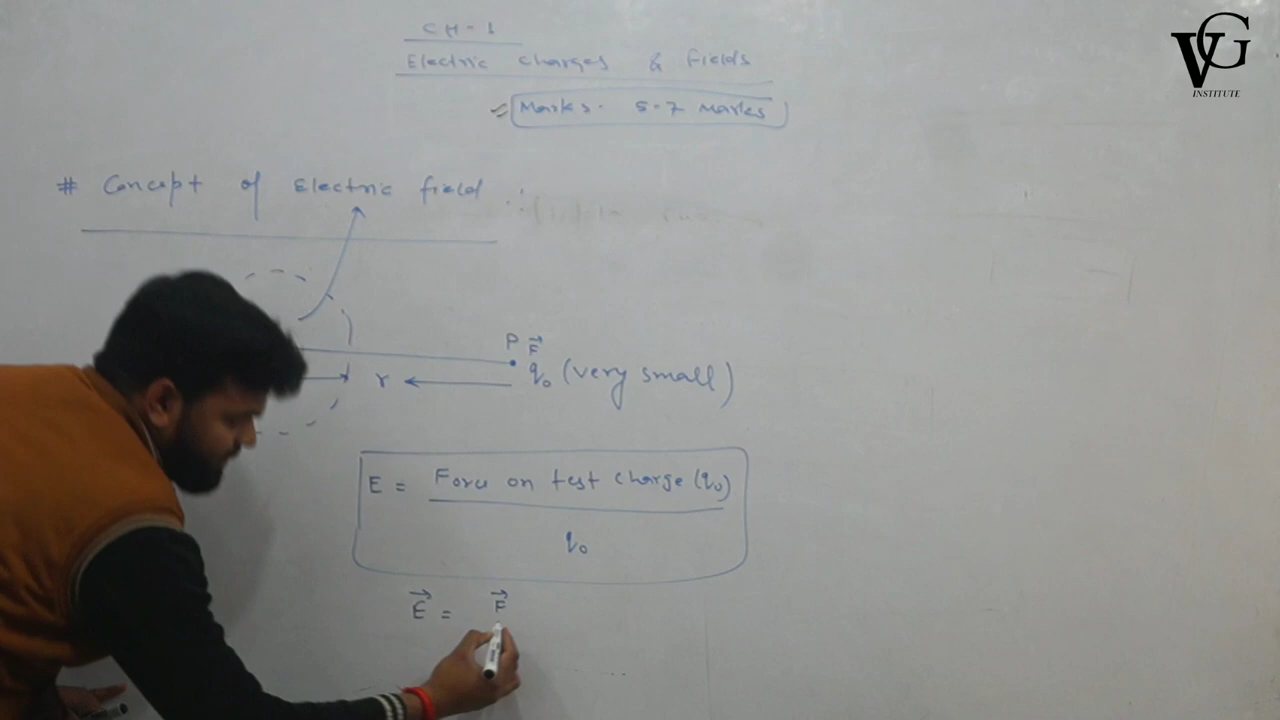 CH-1
Electric Charges & Fields
Marks. 5-7 Marks
# Concept of Electric field :
P F⃗
r q₀ (very small)
E = Force on test charge (q₀)
q₀
E⃗ = F⃗
VG
INSTITUTE